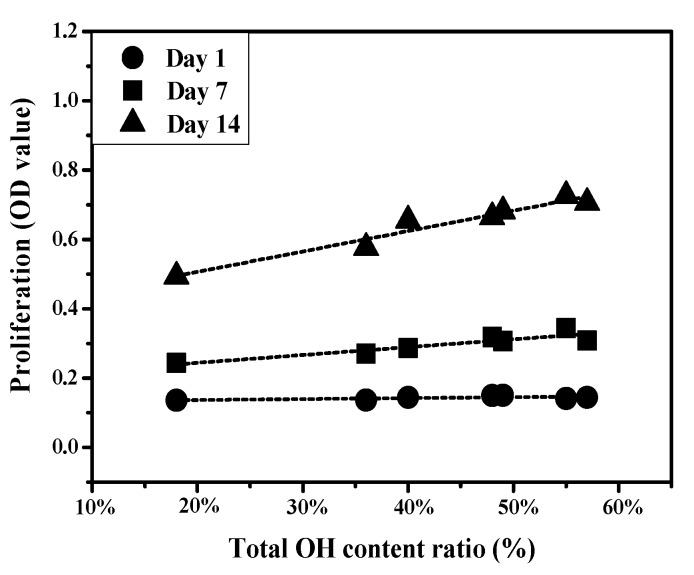 Proliferation (OD value)
1.2
1.0
0.8
0.6
0.4
0.2
0.0
Day 1
Day 7
Day 14
10% 20% 30% 40% 50% 60%
Total OH content ratio (%)